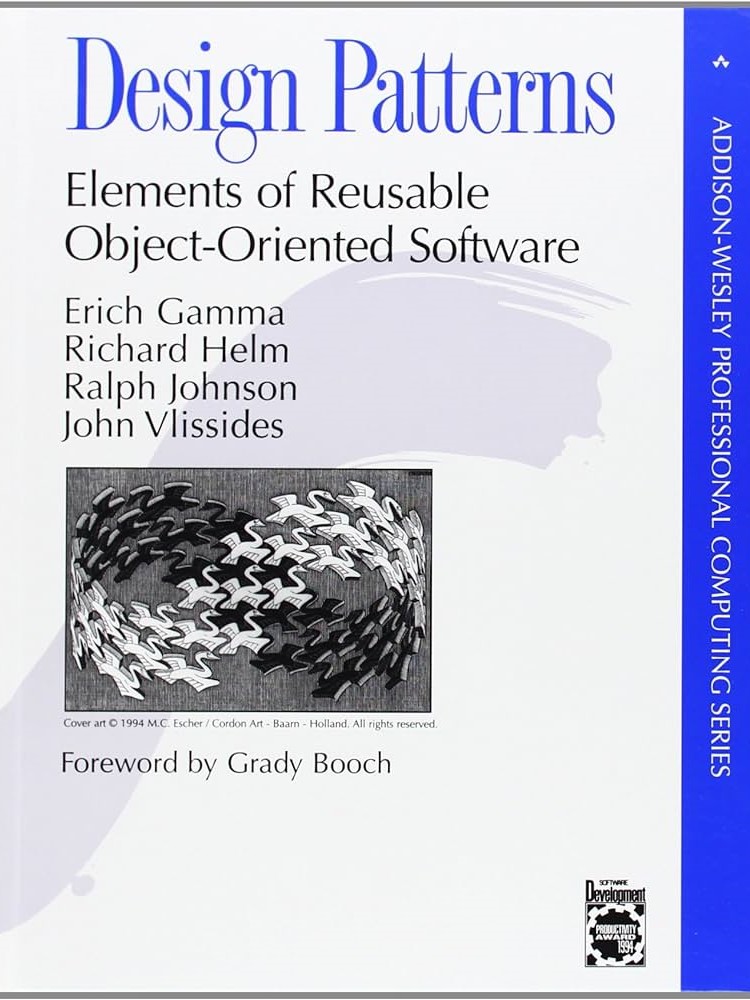 Design Patterns
Elements of Reusable
Object-Oriented Software
Erich Gamma
Richard Helm
Ralph Johnson
John Vlissides
Cover art © 1994 M.C. Escher / Cordon Art - Baarn - Holland. All rights reserved.
Foreword by Grady Booch
ADDISON-WESLEY PROFESSIONAL COMPUTING SERIES
SOFTWARE
Development
PRODUCTIVITY
AWARD
1994